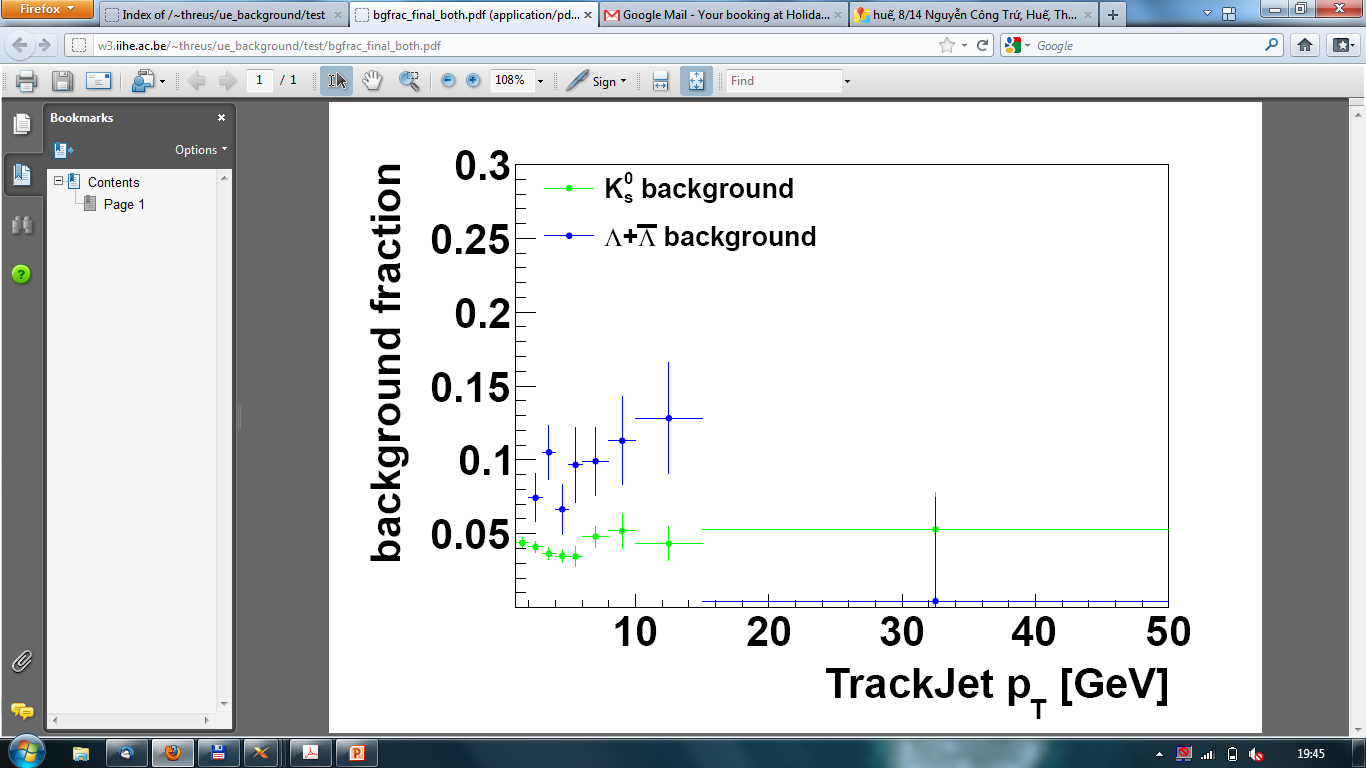 Firefox
Index of /~threus/ue_background/test
bgfrac_final_both.pdf (application/pd...
Google Mail - Your booking at Holida...
huế, 8/14 Nguyễn Công Trứ, Huế, Th...
w3.iihe.ac.be/~threus/ue_background/test/bgfrac_final_both.pdf
Google
1 / 1
108%
Sign
Find
Bookmarks
Options
Contents
Page 1
background fraction
0.3
0.25
0.2
0.15
0.1
0.05
K⁰s background
Λ+Λ̅ background
10 20 30 40 50
TrackJet pT [GeV]
19:45